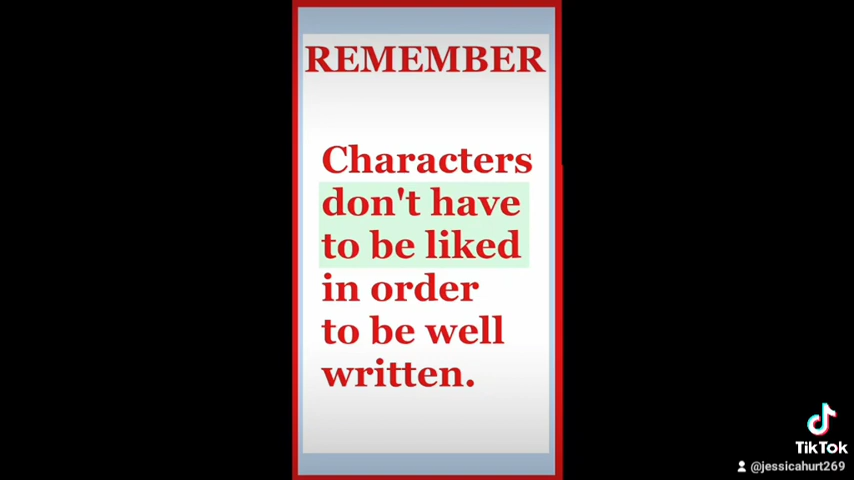 REMEMBER
Characters
don't have
to be liked
in order
to be well
written.
TikTok
@jessicahurt269